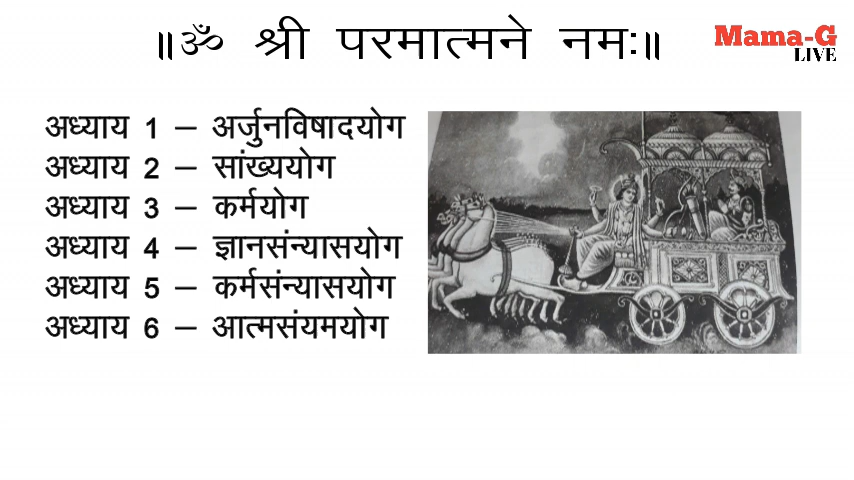 ॥ॐ श्री परमात्मने नमः॥
Mama-G
LIVE
अध्याय 1 – अर्जुनविषादयोग
अध्याय 2 – सांख्ययोग
अध्याय 3 – कर्मयोग
अध्याय 4 – ज्ञानसंन्यासयोग
अध्याय 5 – कर्मसंन्यासयोग
अध्याय 6 – आत्मसंयमयोग